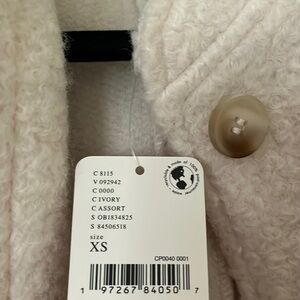 C 8115
V 092942
C 0000
C IVORY
C ASSORT
S OB1834825
S 84506518
size
XS
CP0040 0001
1 97267 84050 7